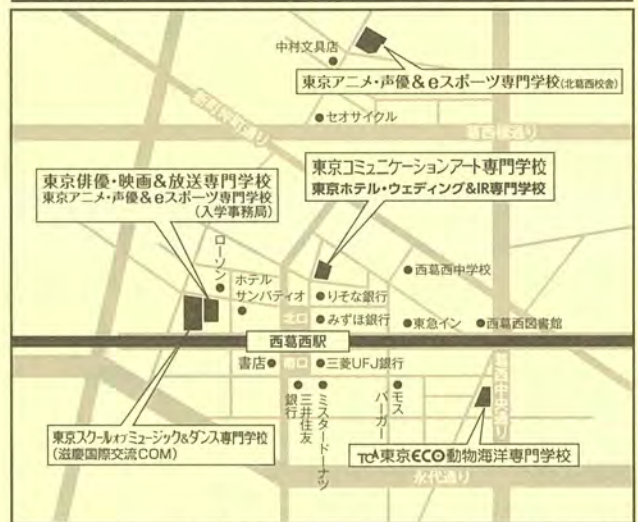 中村文具店
東京アニメ・声優&eスポーツ専門学校(北葛西校舎)
新町岸町通り
セオサイクル
葛西橋通り
東京俳優・映画&放送専門学校
東京アニメ・声優&eスポーツ専門学校
(入学事務局)
東京コミュニケーションアート専門学校
東京ホテル・ウェディング&IR専門学校
ローソン
ホテル
サンパティオ
西葛西中学校
りそな銀行
北口
みずほ銀行
東急イン
西葛西図書館
西葛西駅
書店
南口
三菱UFJ銀行
葛西中央通り
三井住友
銀行
ミスタードーナツ
モス
バーガー
東京スクールオブミュージック&ダンス専門学校
(滋慶国際交流COM)
TCA東京ECO動物海洋専門学校
永代通り